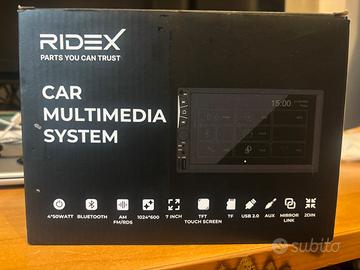 RIDEX
PARTS YOU CAN TRUST
CAR
MULTIMEDIA
SYSTEM
15:00
4*50WATT
BLUETOOTH
AM
FM/RDS
1024*600
7 INCH
TFT
TOUCH SCREEN
TF
USB 2.0
AUX
MIRROR
LINK
2DIN
subito